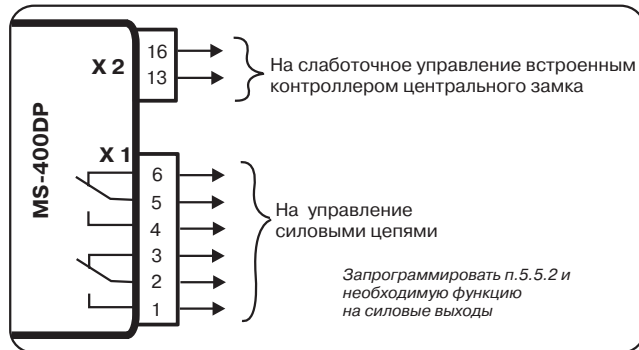 MS-400DP
X 2
16
13
На слаботочное управление встроенным
контроллером центрального замка
X 1
6
5
4
3
2
1
На управление
силовыми цепями
Запрограммировать п.5.5.2 и
необходимую функцию
на силовые выходы